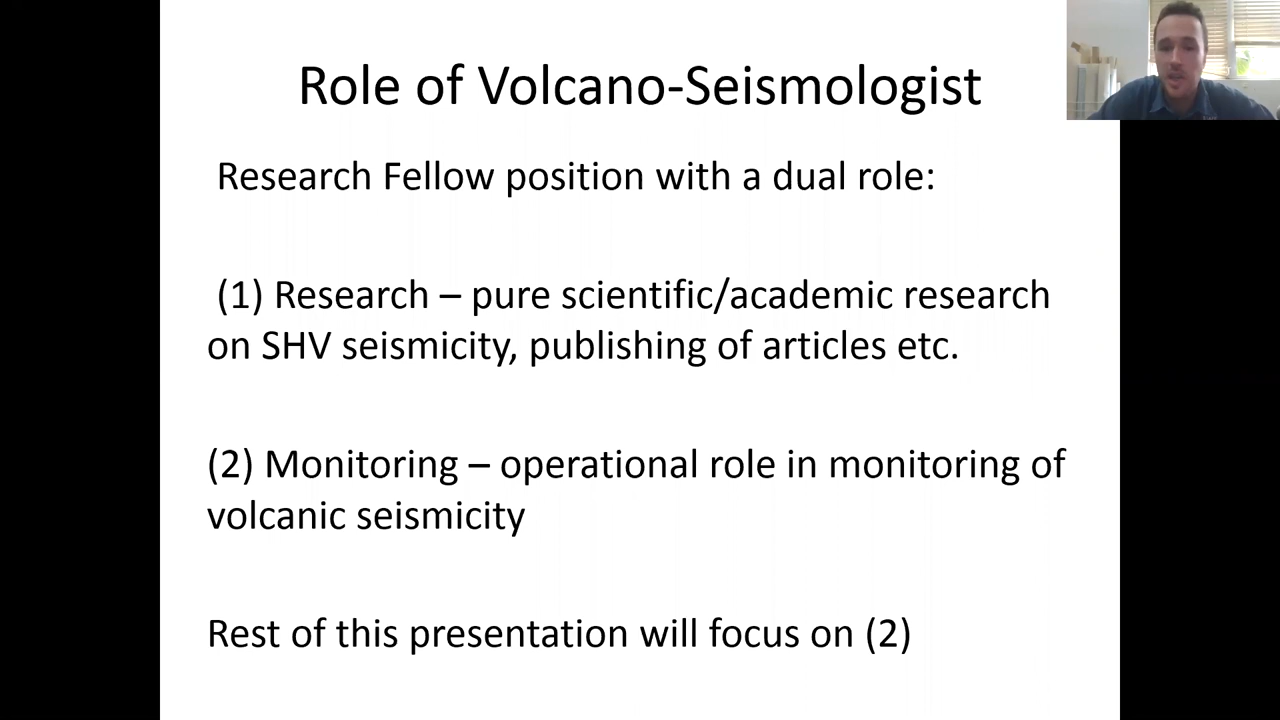 Role of Volcano-Seismologist
Research Fellow position with a dual role:
(1) Research – pure scientific/academic research
on SHV seismicity, publishing of articles etc.
(2) Monitoring – operational role in monitoring of
volcanic seismicity
Rest of this presentation will focus on (2)